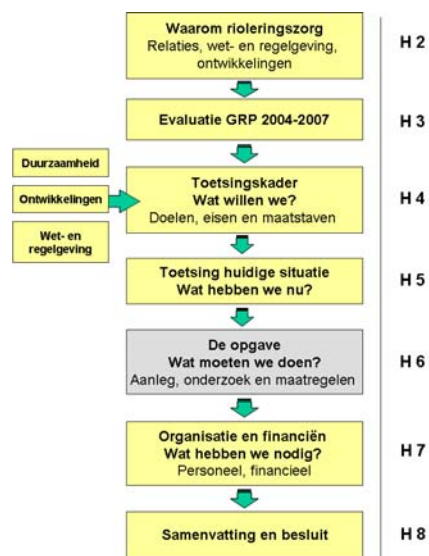 Waarom rioleringszorg
Relaties, wet- en regelgeving,
ontwikkelingen
H 2
Evaluatie GRP 2004-2007
H 3
Duurzaamheid
Ontwikkelingen
Wet- en
regelgeving
Toetsingskader
Wat willen we?
Doelen, eisen en maatstaven
H 4
Toetsing huidige situatie
Wat hebben we nu?
H 5
De opgave
Wat moeten we doen?
Aanleg, onderzoek en maatregelen
H 6
Organisatie en financiën
Wat hebben we nodig?
Personeel, financieel
H 7
Samenvatting en besluit
H 8